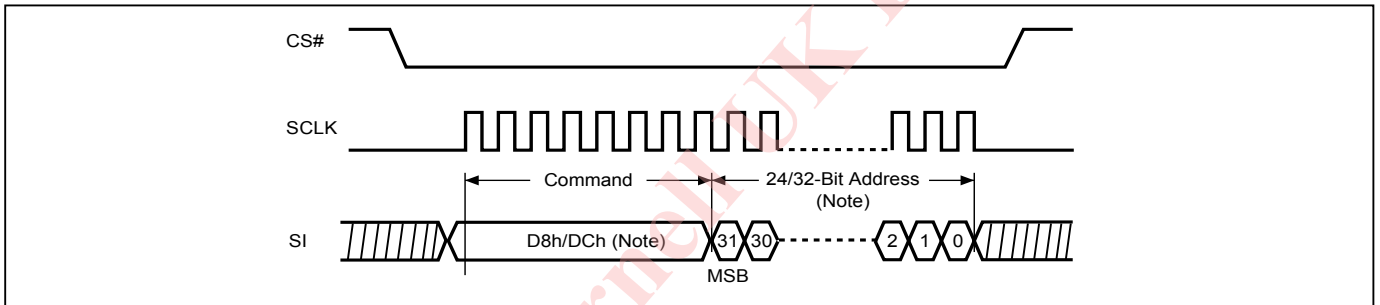 CS#
SCLK
Command
24/32-Bit Address
(Note)
SI
D8h/DCh (Note)
31 30
2 1 0
MSB